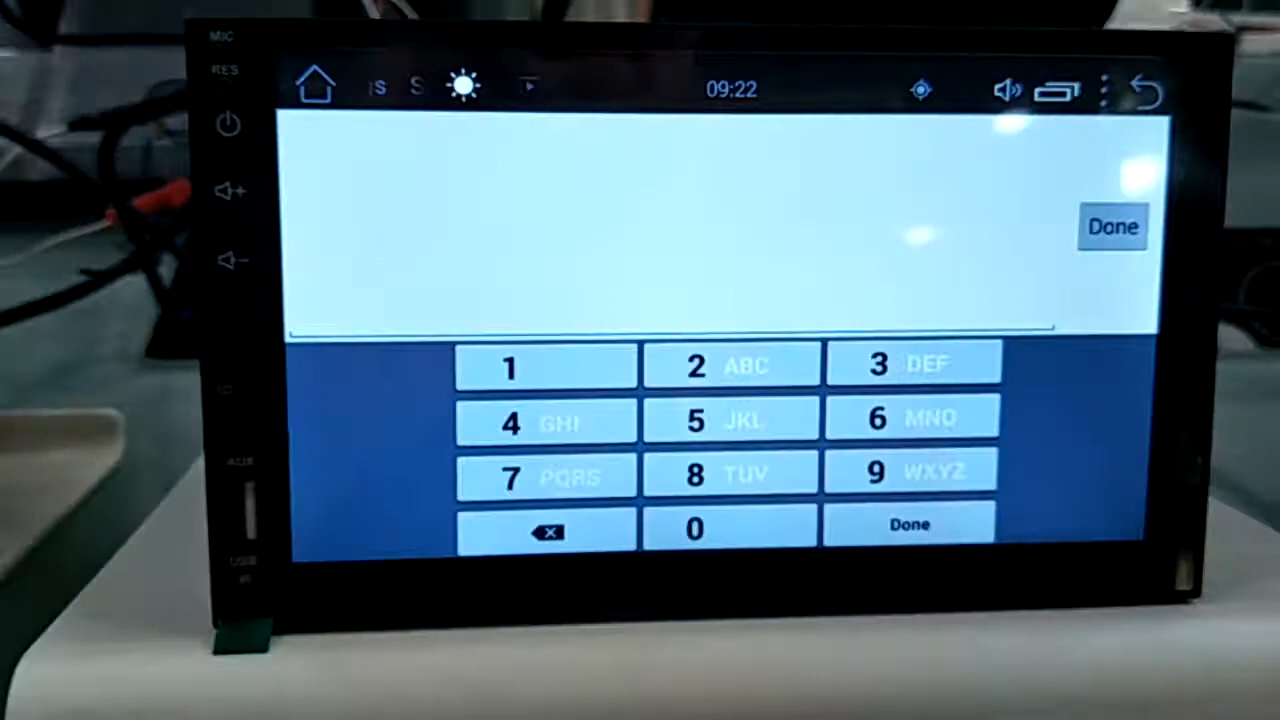 MIC
RES
S
09:22
Done
1
2 ABC
3 DEF
4 GHI
5 JKL
6 MNO
7 PQRS
8 TUV
9 WXYZ
0
Done
AUX
USB